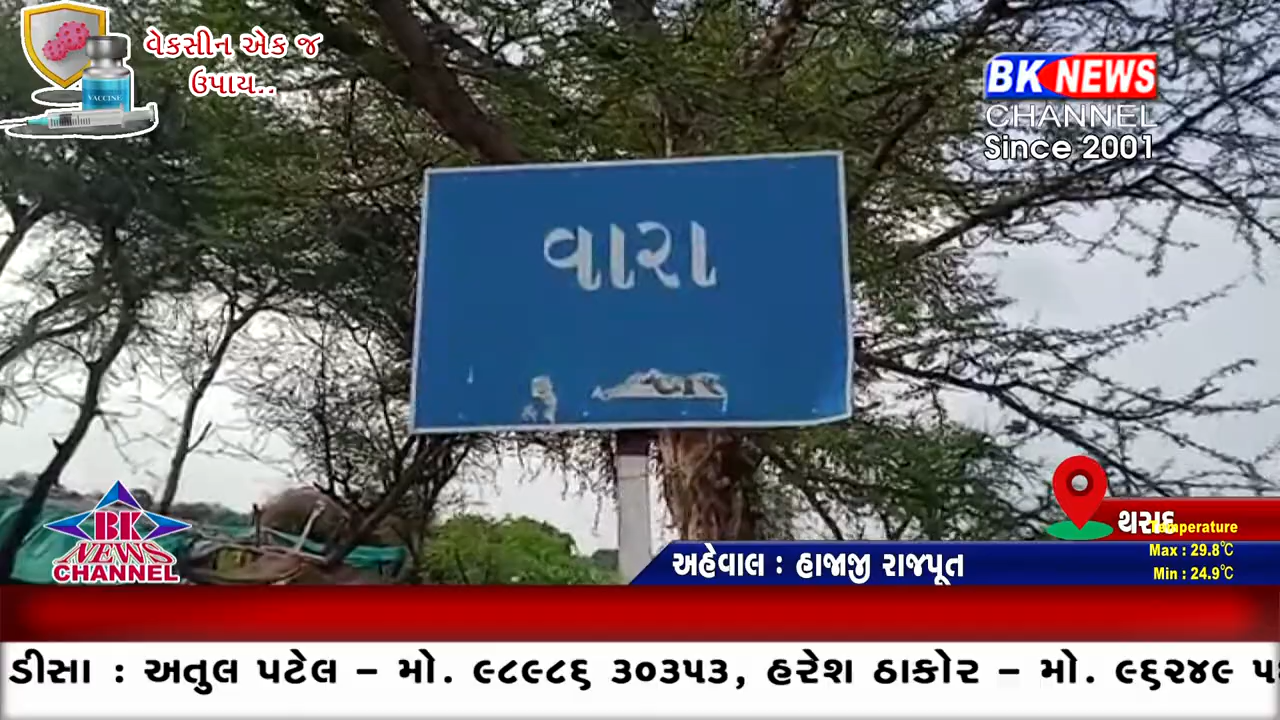 વેક્સીન એક જ
ઉપાય..
VACCINE
BK NEWS
CHANNEL
Since 2001
વારા
BK
NEWS
CHANNEL
થરાદ
Temperature
Max : 29.8℃
Min : 24.9℃
અહેવાલ : હાજાજી રાજપૂત
ડીસા : અતુલ પટેલ – મો. ૯૮૯૮૬ ૩૦૩૫૩, હરેશ ઠાકોર – મો. ૯૬૨૪૯